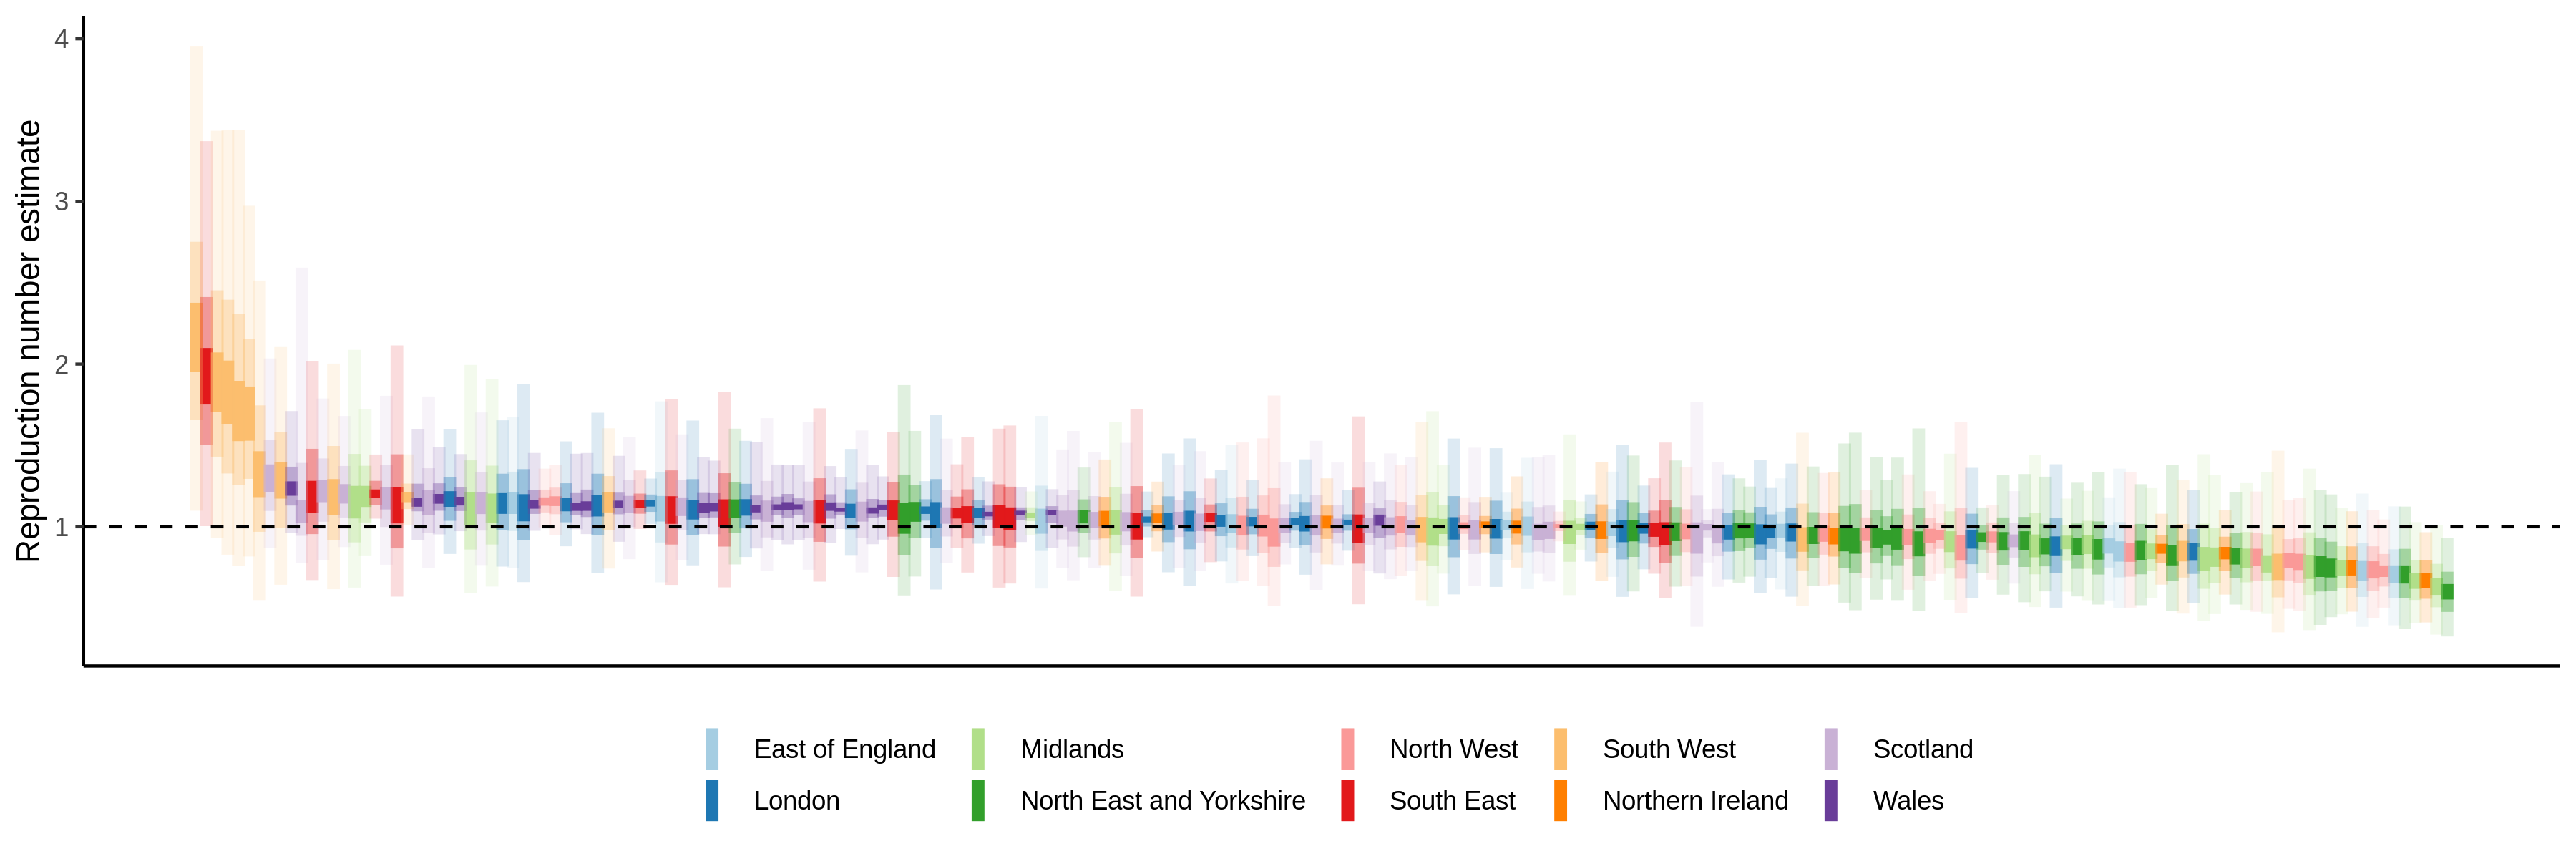 Reproduction number estimate
4
3
2
1
East of England Midlands North West South West Scotland
London North East and Yorkshire South East Northern Ireland Wales